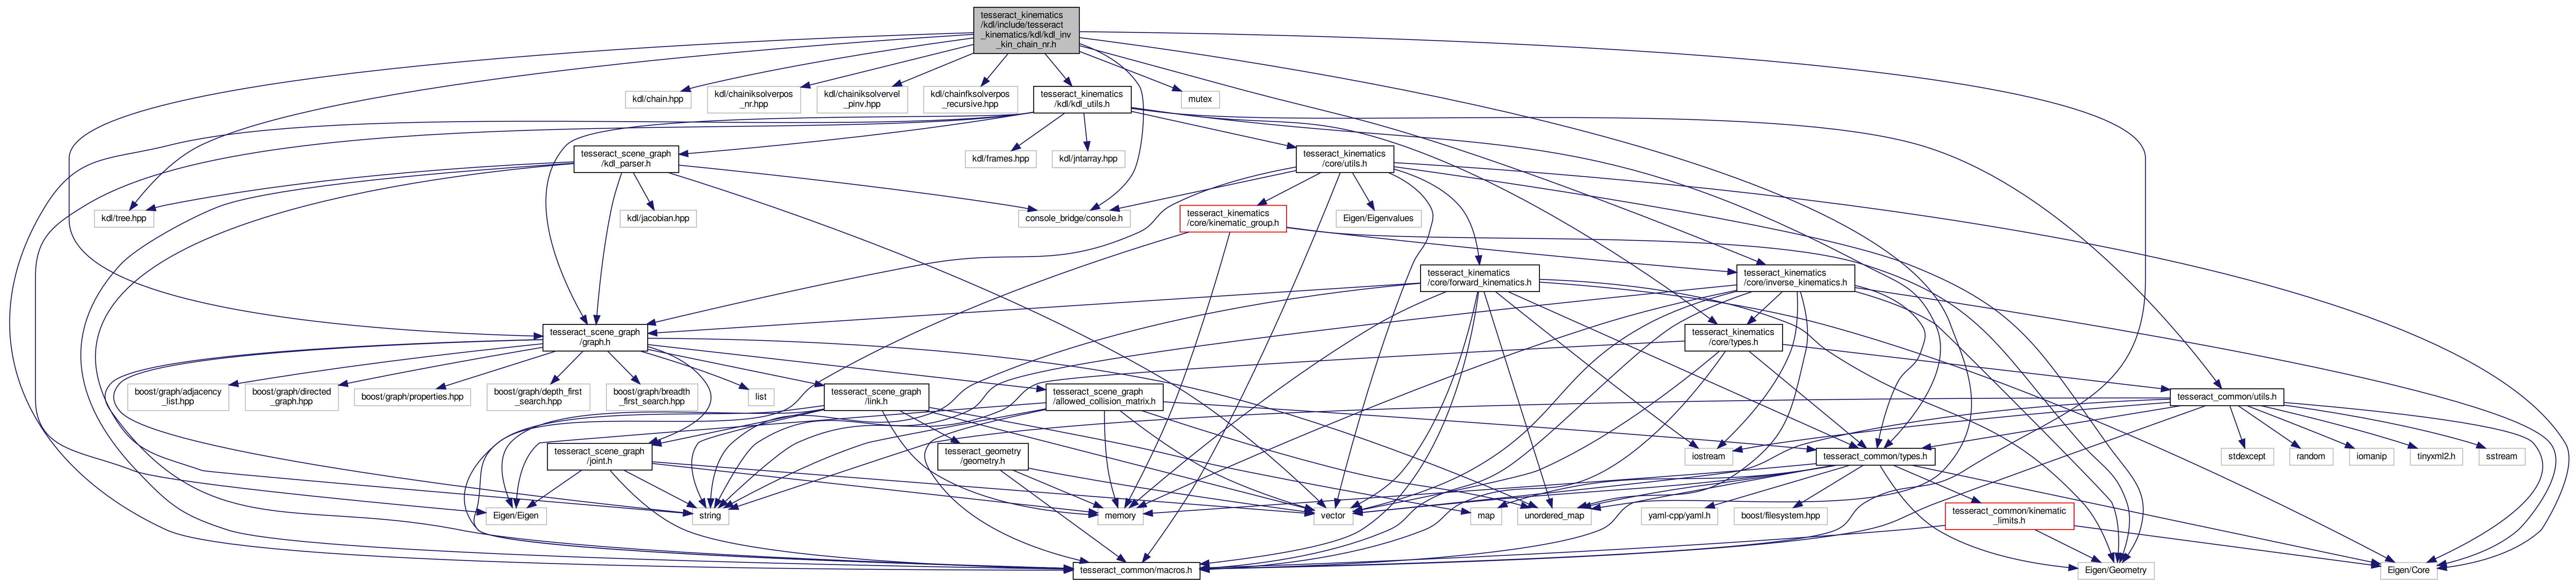 tesseract_kinematics
/kdl/include/tesseract
_kinematics/kdl/kdl_inv
_kin_chain_nr.h
kdl/chain.hpp
kdl/chainiksolverpos
_nr.hpp
kdl/chainiksolvervel
_pinv.hpp
kdl/chainfksolverpos
_recursive.hpp
tesseract_kinematics
/kdl/kdl_utils.h
mutex
tesseract_scene_graph
/kdl_parser.h
kdl/frames.hpp
kdl/jntarray.hpp
tesseract_kinematics
/core/utils.h
kdl/tree.hpp
kdl/jacobian.hpp
console_bridge/console.h
tesseract_kinematics
/core/kinematic_group.h
Eigen/Eigenvalues
tesseract_kinematics
/core/forward_kinematics.h
tesseract_kinematics
/core/inverse_kinematics.h
tesseract_scene_graph
/graph.h
tesseract_kinematics
/core/types.h
boost/graph/adjacency
_list.hpp
boost/graph/directed
_graph.hpp
boost/graph/properties.hpp
boost/graph/depth_first
_search.hpp
boost/graph/breadth
_first_search.hpp
list
tesseract_scene_graph
/link.h
tesseract_scene_graph
/allowed_collision_matrix.h
tesseract_common/utils.h
tesseract_scene_graph
/joint.h
tesseract_geometry
/geometry.h
iostream
tesseract_common/types.h
stdexcept
random
iomanip
tinyxml2.h
sstream
Eigen/Eigen
string
memory
vector
map
unordered_map
yaml-cpp/yaml.h
boost/filesystem.hpp
tesseract_common/kinematic
_limits.h
tesseract_common/macros.h
Eigen/Geometry
Eigen/Core